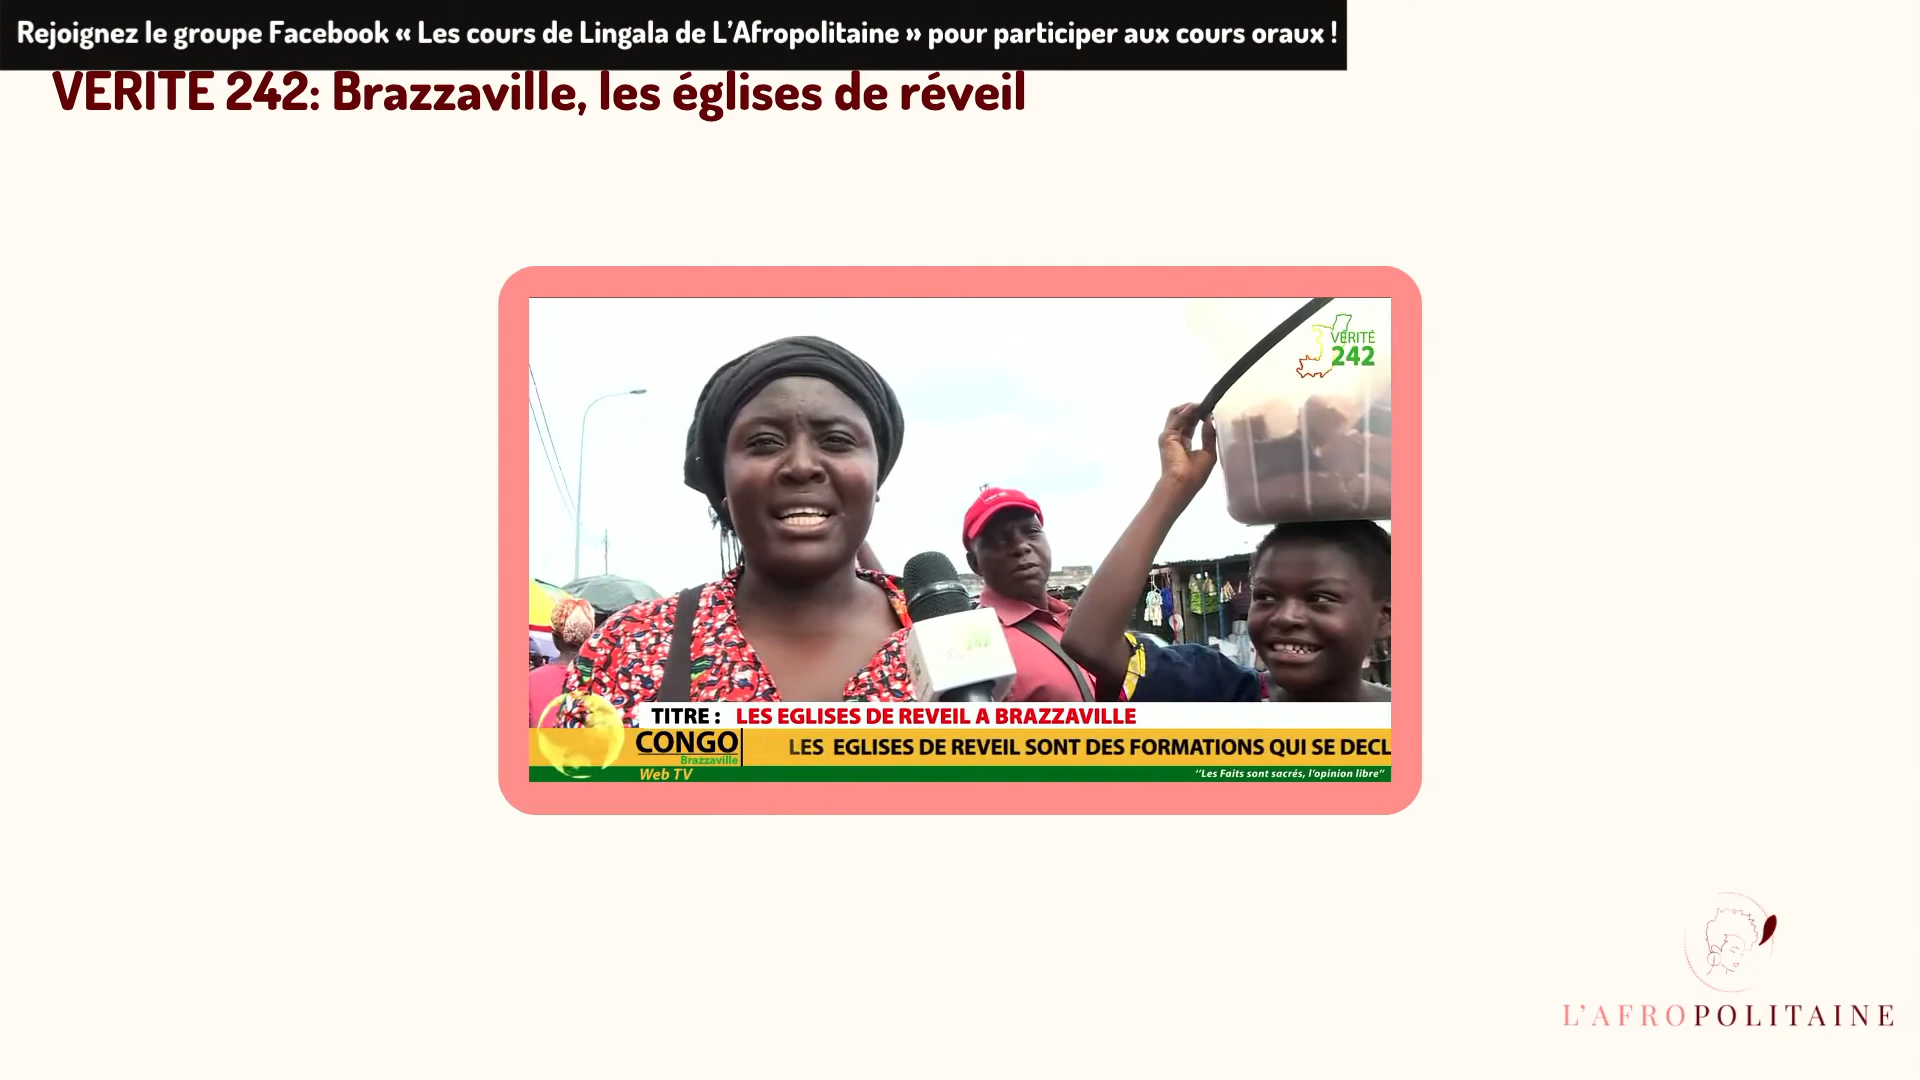 Rejoignez le groupe Facebook « Les cours de Lingala de L'Afropolitaine » pour participer aux cours oraux !
VERITE 242: Brazzaville, les églises de réveil
VÉRITÉ
242
TITRE : LES EGLISES DE REVEIL A BRAZZAVILLE
CONGO
LES EGLISES DE REVEIL SONT DES FORMATIONS QUI SE DECL
Brazzaville
Web TV
‘‘Les Faits sont sacrés, l'opinion libre’’
L'AFROPOLITAINE